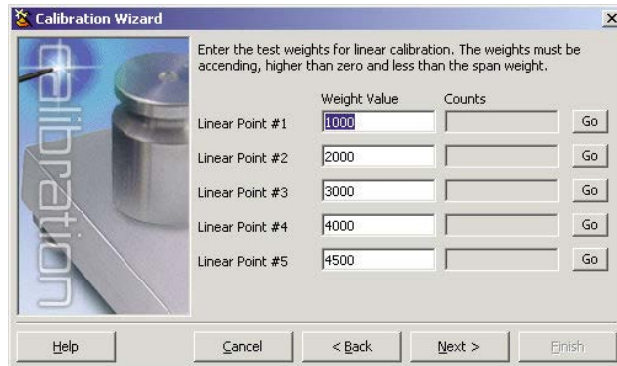 Calibration Wizard
Enter the test weights for linear calibration. The weights must be
accending, higher than zero and less than the span weight.
Weight Value Counts
Linear Point #1 1000 Go
Linear Point #2 2000 Go
Linear Point #3 3000 Go
Linear Point #4 4000 Go
Linear Point #5 4500 Go
calibration
Help Cancel < Back Next > Finish